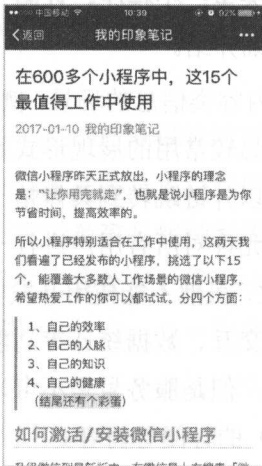 中国移动
10:39
92%
返回
我的印象笔记
在600多个小程序中，这15个
最值得工作中使用
2017-01-10 我的印象笔记
微信小程序昨天正式放出，小程序的理念
是：“让你用完就走”，也就是说小程序是为你
节省时间、提高效率的。
所以小程序特别适合在工作中使用，这两天我
们看遍了已经发布的小程序，挑选了以下15
个，能覆盖大多数人工作场景的微信小程序，
希望热爱工作的你可以都试试。分四个方面：
1、自己的效率
2、自己的人脉
3、自己的知识
4、自己的健康
（结尾还有个彩蛋）
如何激活/安装微信小程序